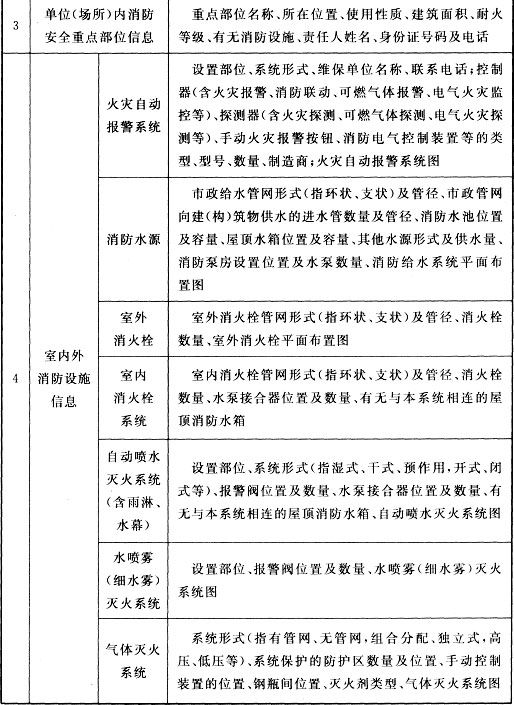 3
单位(场所)内消防
安全重点部位信息
重点部位名称、所在位置、使用性质、建筑面积、耐火
等级、有无消防设施、责任人姓名、身份证号码及电话
4
室内外
消防设施
信息
火灾自动
报警系统
设置部位、系统形式、维保单位名称、联系电话;控制
器(含火灾报警、消防联动、可燃气体报警、电气火灾监
控等)、探测器(含火灾探测、可燃气体探测、电气火灾探
测等)、手动火灾报警按钮、消防电气控制装置等的类
型、型号、数量、制造商;火灾自动报警系统图
消防水源
市政给水管网形式(指环状、支状)及管径、市政管网
向建(构)筑物供水的进水管数量及管径、消防水池位置
及容量、屋顶水箱位置及容量、其他水源形式及供水量、
消防泵房设置位置及水泵数量、消防给水系统平面布
置图
室外
消火栓
室外消火栓管网形式(指环状、支状)及管径、消火栓
数量、室外消火栓平面布置图
室内
消火栓
系统
室内消火栓管网形式(指环状、支状)及管径、消火栓
数量、水泵接合器位置及数量、有无与本系统相连的屋
顶消防水箱
自动喷水
灭火系统
(含雨淋、
水幕)
设置部位、系统形式(指湿式、干式、预作用,开式、闭
式等)、报警阀位置及数量、水泵接合器位置及数量、有
无与本系统相连的屋顶消防水箱、自动喷水灭火系统图
水喷雾
(细水雾)
灭火系统
设置部位、报警阀位置及数量、水喷雾(细水雾)灭火
系统图
气体灭火
系统
系统形式(指有管网、无管网,组合分配、独立式,高
压、低压等)、系统保护的防护区数量及位置、手动控制
装置的位置、钢瓶间位置、灭火剂类型、气体灭火系统图